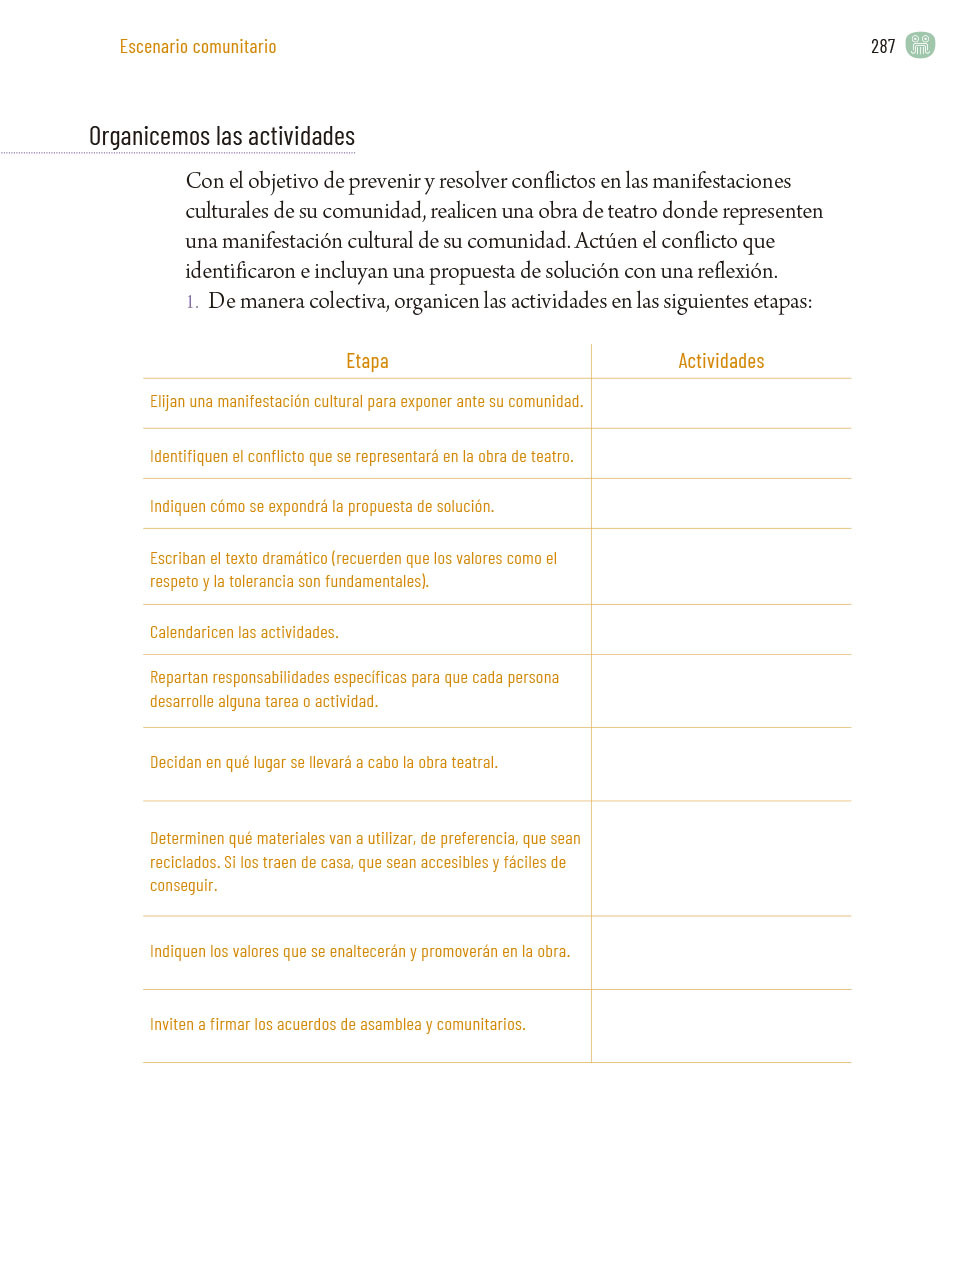 Escenario comunitario
287
Organicemos las actividades
Con el objetivo de prevenir y resolver conflictos en las manifestaciones
culturales de su comunidad, realicen una obra de teatro donde representen
una manifestación cultural de su comunidad. Actúen el conflicto que
identificaron e incluyan una propuesta de solución con una reflexión.
1. De manera colectiva, organicen las actividades en las siguientes etapas:
Etapa Actividades
Elijan una manifestación cultural para exponer ante su comunidad.
Identifiquen el conflicto que se representará en la obra de teatro.
Indiquen cómo se expondrá la propuesta de solución.
Escriban el texto dramático (recuerden que los valores como el
respeto y la tolerancia son fundamentales).
Calendaricen las actividades.
Repartan responsabilidades específicas para que cada persona
desarrolle alguna tarea o actividad.
Decidan en qué lugar se llevará a cabo la obra teatral.
Determinen qué materiales van a utilizar, de preferencia, que sean
reciclados. Si los traen de casa, que sean accesibles y fáciles de
conseguir.
Indiquen los valores que se enaltecerán y promoverán en la obra.
Inviten a firmar los acuerdos de asamblea y comunitarios.